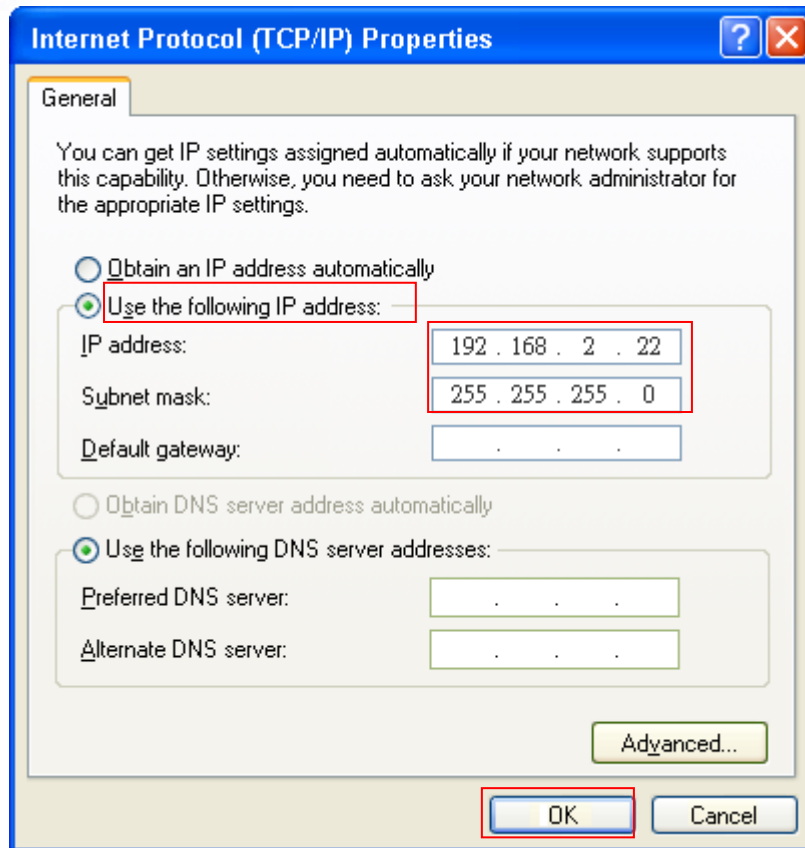 Internet Protocol (TCP/IP) Properties
General
You can get IP settings assigned automatically if your network supports
this capability. Otherwise, you need to ask your network administrator for
the appropriate IP settings.
Obtain an IP address automatically
Use the following IP address:
IP address: 192 . 168 . 2 . 22
Subnet mask: 255 . 255 . 255 . 0
Default gateway: . . .
Obtain DNS server address automatically
Use the following DNS server addresses:
Preferred DNS server: . . .
Alternate DNS server: . . .
Advanced...
OK Cancel